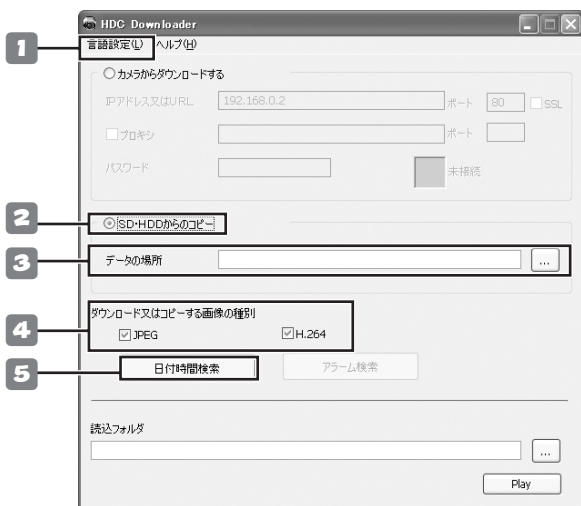 HDC Downloader
1 言語設定(L) ヘルプ(H)
カメラからダウンロードする
IPアドレス又はURL 192.168.0.2 ポート 80 SSL
プロキシ ポート
パスワード 未接続
2 SD・HDDからのコピー
3 データの場所 ...
ダウンロード又はコピーする画像の種別
4 JPEG H.264
5 日付時間検索 アラーム検索
読込フォルダ
...
Play